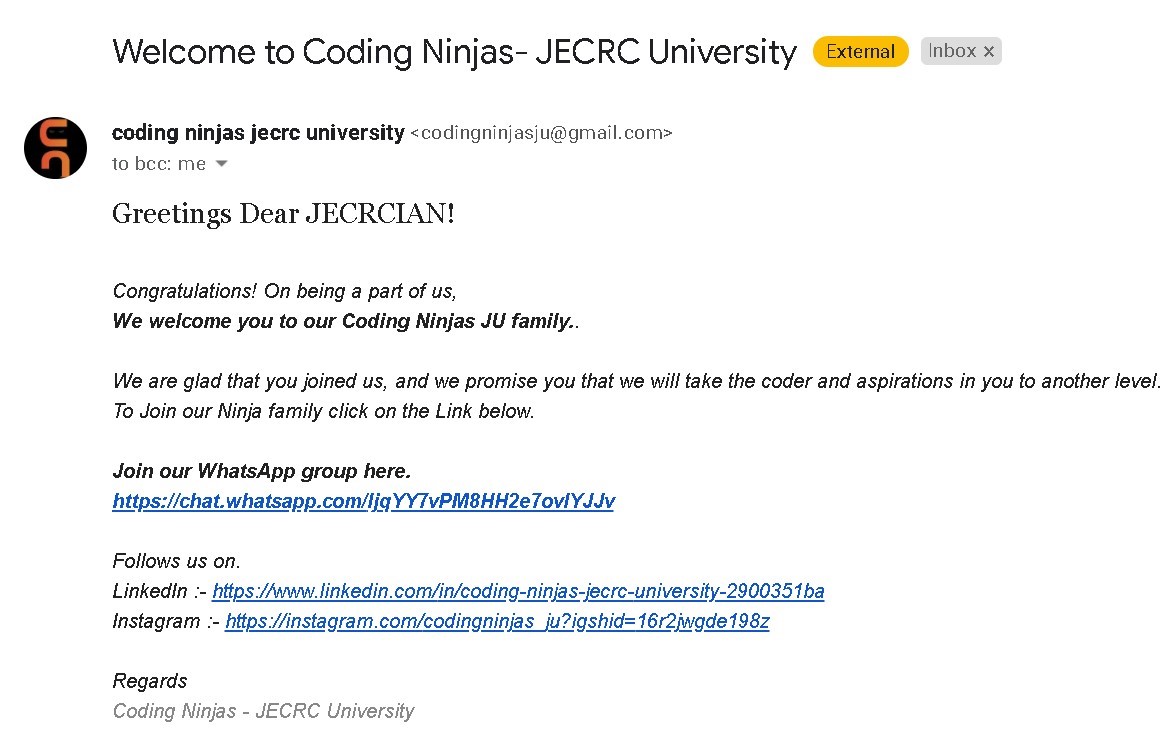 Welcome to Coding Ninjas- JECRC University External Inbox x
coding ninjas jecrc university <codingninjasju@gmail.com>
to bcc: me
Greetings Dear JECRCIAN!
Congratulations! On being a part of us,
We welcome you to our Coding Ninjas JU family..
We are glad that you joined us, and we promise you that we will take the coder and aspirations in you to another level.
To Join our Ninja family click on the Link below.
Join our WhatsApp group here.
https://chat.whatsapp.com/IjqYY7vPM8HH2e7ovIYJJv
Follows us on.
LinkedIn :- https://www.linkedin.com/in/coding-ninjas-jecrc-university-2900351ba
Instagram :- https://instagram.com/codingninjas_ju?igshid=16r2jwgde198z
Regards
Coding Ninjas - JECRC University